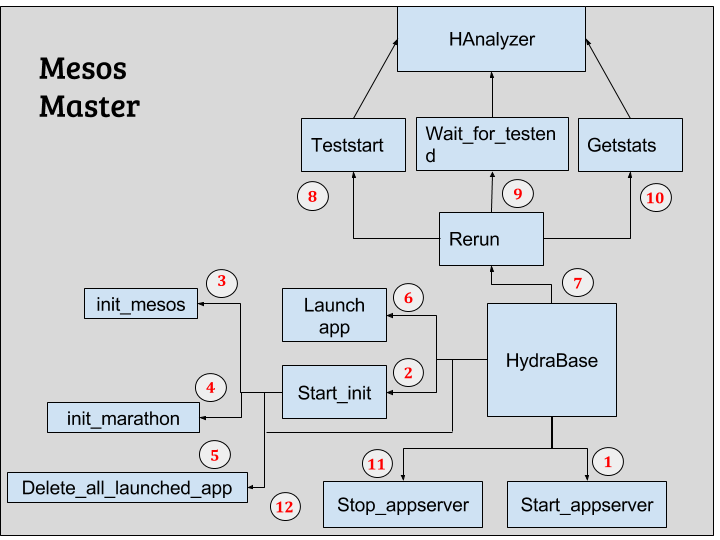 Mesos
Master
HAnalyzer
Teststart
Wait_for_testen
d
Getstats
8
9
10
Rerun
3
6
7
init_mesos
Launch
app
HydraBase
4
2
Start_init
init_marathon
5
11
1
Delete_all_launched_app
12
Stop_appserver
Start_appserver